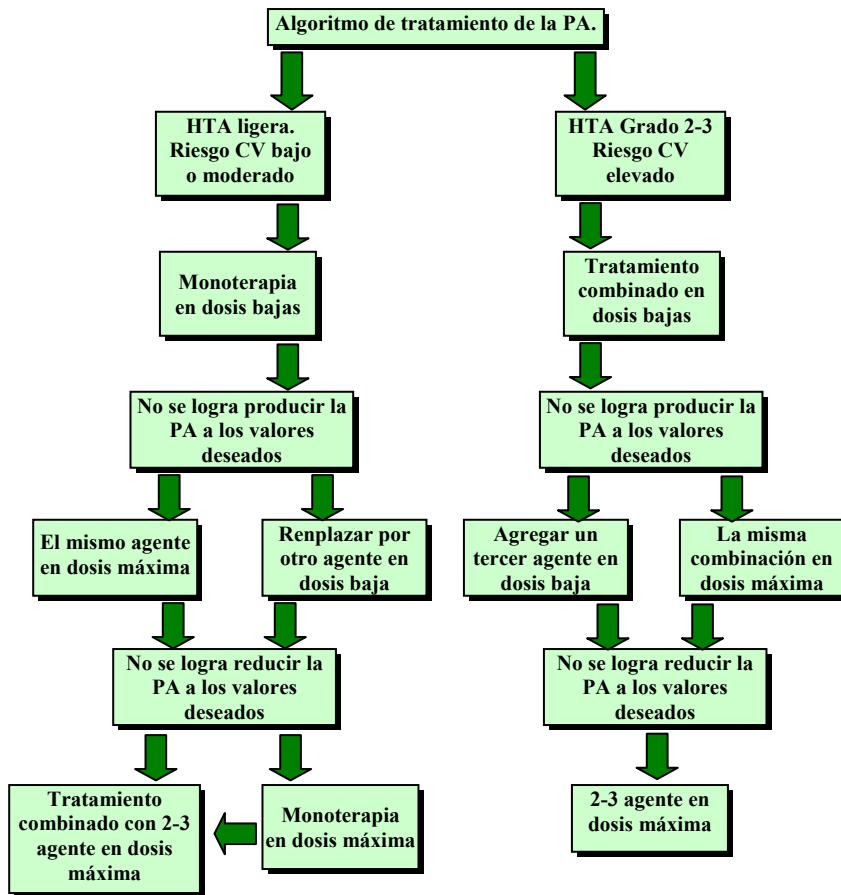 Algoritmo de tratamiento de la PA.
HTA ligera.
Riesgo CV bajo
o moderado
HTA Grado 2-3
Riesgo CV
elevado
Monoterapia
en dosis bajas
Tratamiento
combinado en
dosis bajas
No se logra producir la
PA a los valores
deseados
No se logra producir la
PA a los valores
deseados
El mismo agente
en dosis máxima
Renplazar por
otro agente en
dosis baja
Agregar un
tercer agente en
dosis baja
La misma
combinación en
dosis máxima
No se logra reducir la
PA a los valores
deseados
No se logra reducir la
PA a los valores
deseados
Tratamiento
combinado con 2-3
agente en dosis
máxima
Monoterapia
en dosis máxima
2-3 agente en
dosis máxima